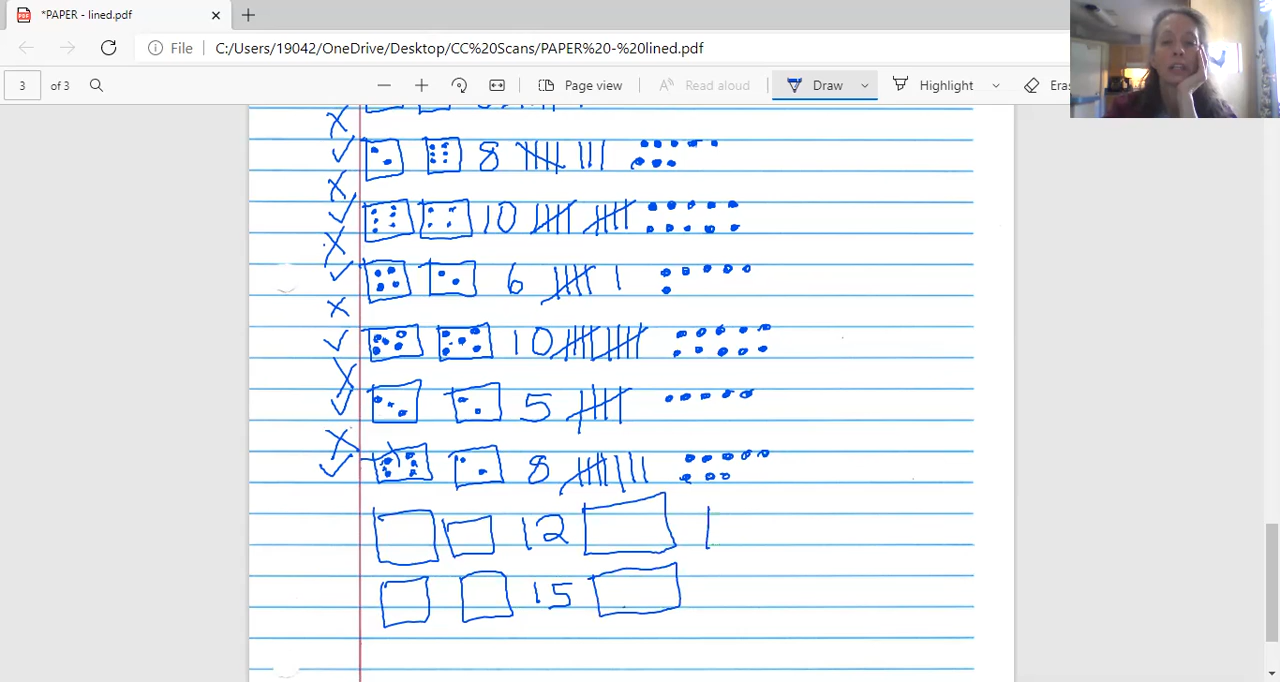 *PAPER - lined.pdf
File C:/Users/19042/OneDrive/Desktop/CC%20Scans/PAPER%20-%20lined.pdf
3 of 3 Page view Read aloud Draw Highlight Eras
8
10
6
10
5
8
12
15